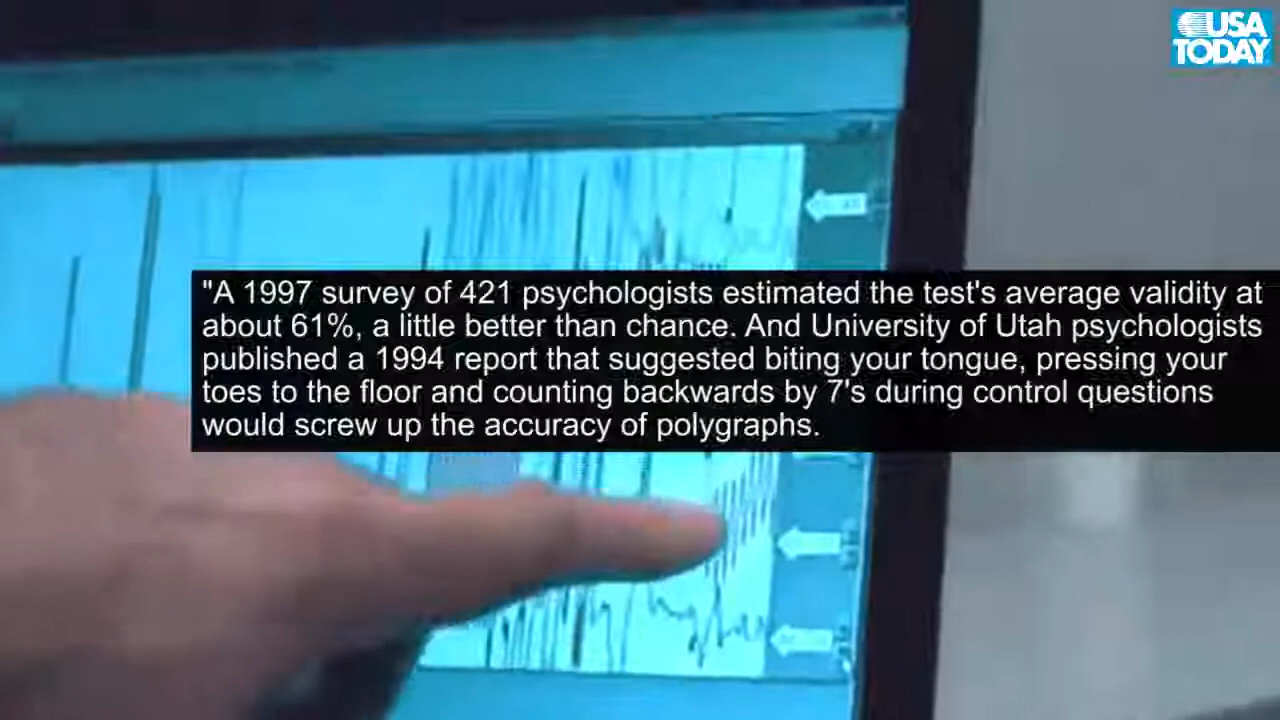 USA
TODAY
"A 1997 survey of 421 psychologists estimated the test's average validity at
about 61%, a little better than chance. And University of Utah psychologists
published a 1994 report that suggested biting your tongue, pressing your
toes to the floor and counting backwards by 7's during control questions
would screw up the accuracy of polygraphs.